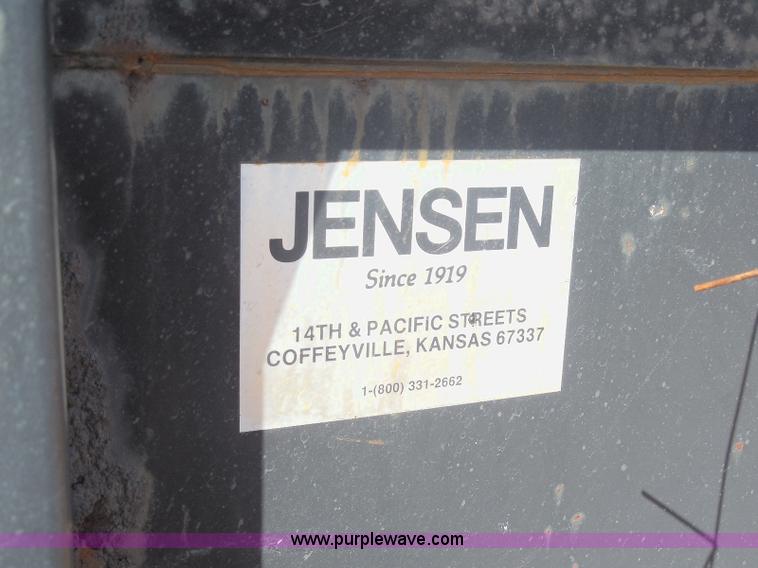 JENSEN
Since 1919
14TH & PACIFIC STREETS
COFFEYVILLE, KANSAS 67337
1-(800) 331-2662
www.purplewave.com